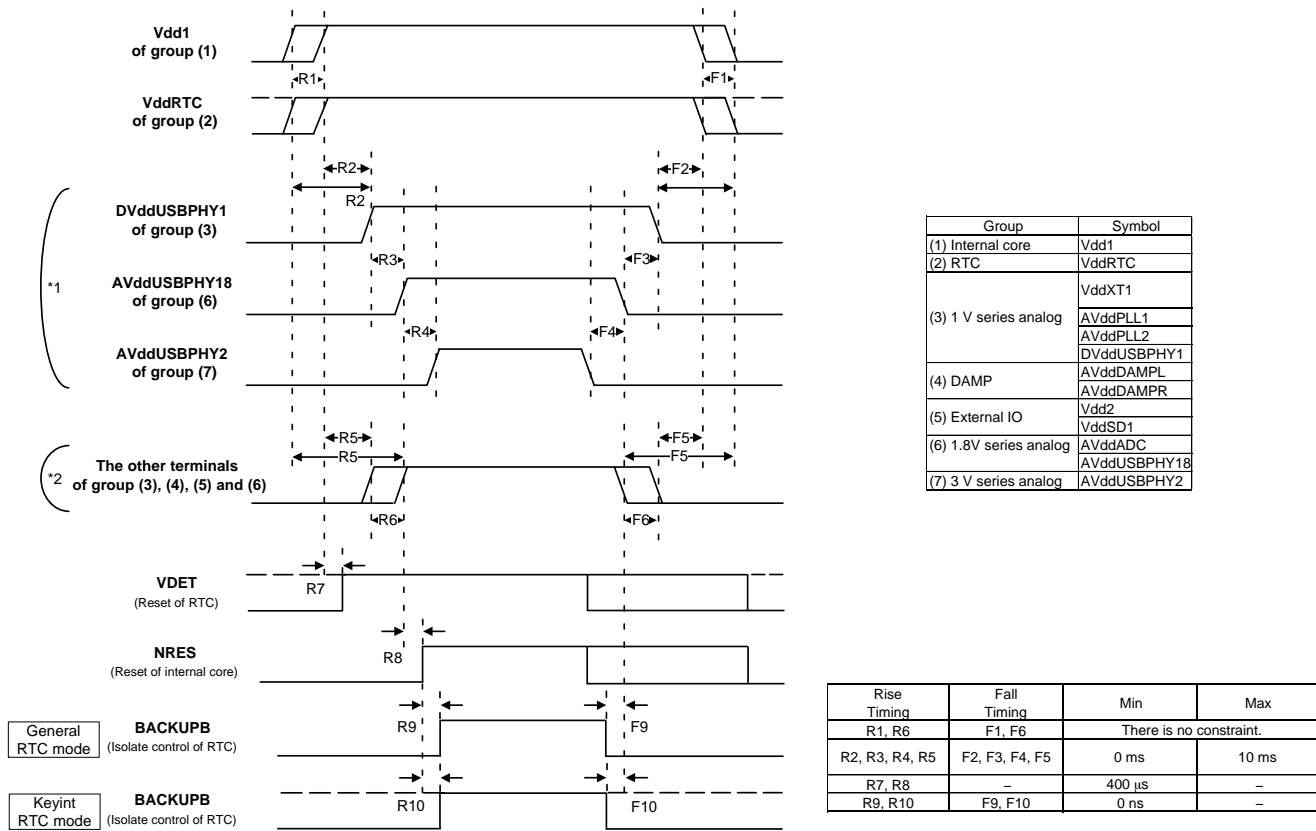 Vdd1
of group (1)
R1
F1
VddRTC
of group (2)
R2
F2
R2
DVddUSBPHY1
of group (3)
R3
F3
*1
AVddUSBPHY18
of group (6)
R4
F4
AVddUSBPHY2
of group (7)
R5
F5
R5
F5
*2
The other terminals
of group (3), (4), (5) and (6)
R6
F6
VDET
(Reset of RTC)
R7
NRES
(Reset of internal core)
R8
General
RTC mode
BACKUPB
(Isolate control of RTC)
R9
F9
Keyint
RTC mode
BACKUPB
(Isolate control of RTC)
R10
F10
Group Symbol
(1) Internal core Vdd1
(2) RTC VddRTC
(3) 1 V series analog VddXT1
AVddPLL1
AVddPLL2
DVddUSBPHY1
(4) DAMP AVddDAMPL
AVddDAMPR
(5) External IO Vdd2
VddSD1
(6) 1.8V series analog AVddADC
AVddUSBPHY18
(7) 3 V series analog AVddUSBPHY2
Rise
Timing
Fall
Timing
Min Max
R1, R6 F1, F6 There is no constraint.
R2, R3, R4, R5 F2, F3, F4, F5 0 ms 10 ms
R7, R8 – 400 μs –
R9, R10 F9, F10 0 ns –